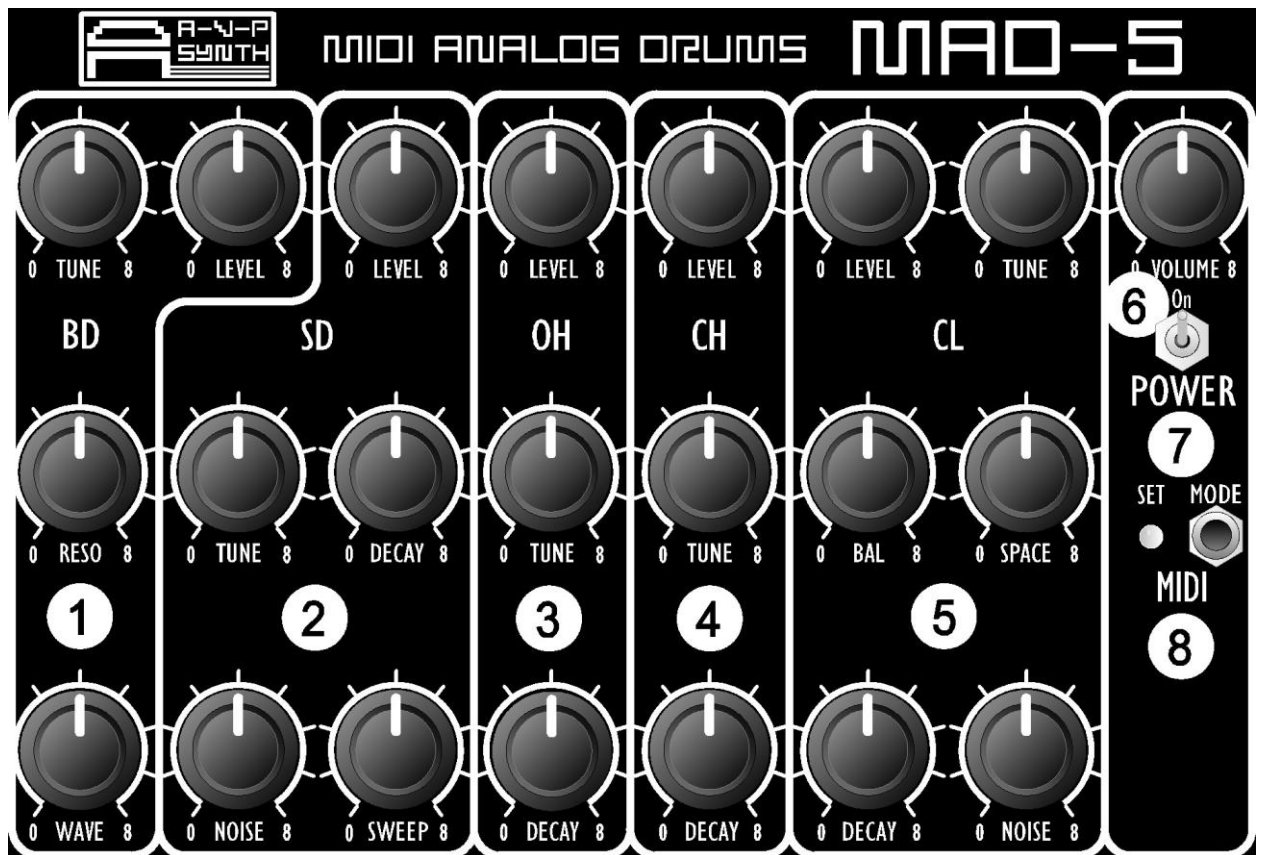 A-V-P
SYNTH
MIDI ANALOG DRUMS
MAD-5
0 TUNE 8
0 LEVEL 8
0 LEVEL 8
0 LEVEL 8
0 LEVEL 8
0 LEVEL 8
0 TUNE 8
0 VOLUME 8
6
On
BD
SD
OH
CH
CL
POWER
7
0 RESO 8
0 TUNE 8
0 DECAY 8
0 TUNE 8
0 TUNE 8
0 BAL 8
0 SPACE 8
SET
MODE
MIDI
1
2
3
4
5
8
0 WAVE 8
0 NOISE 8
0 SWEEP 8
0 DECAY 8
0 DECAY 8
0 DECAY 8
0 NOISE 8